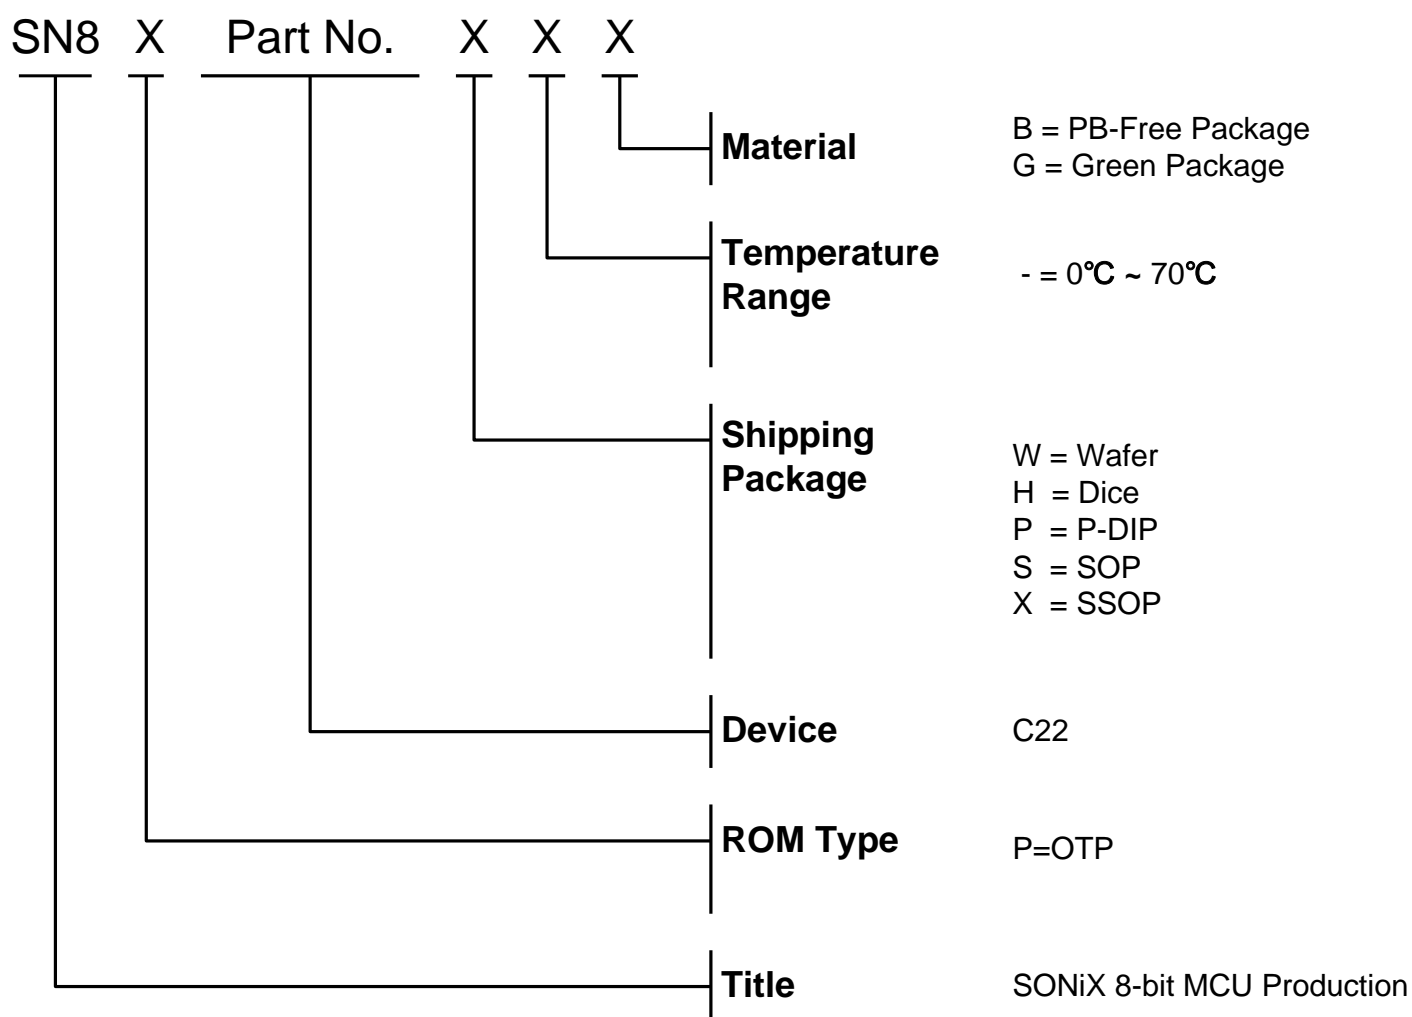 SN8 X Part No. X X X
Material
B = PB-Free Package
G = Green Package
Temperature
Range
- = 0℃ ~ 70℃
Shipping
Package
W = Wafer
H = Dice
P = P-DIP
S = SOP
X = SSOP
Device
C22
ROM Type
P=OTP
Title
SONiX 8-bit MCU Production